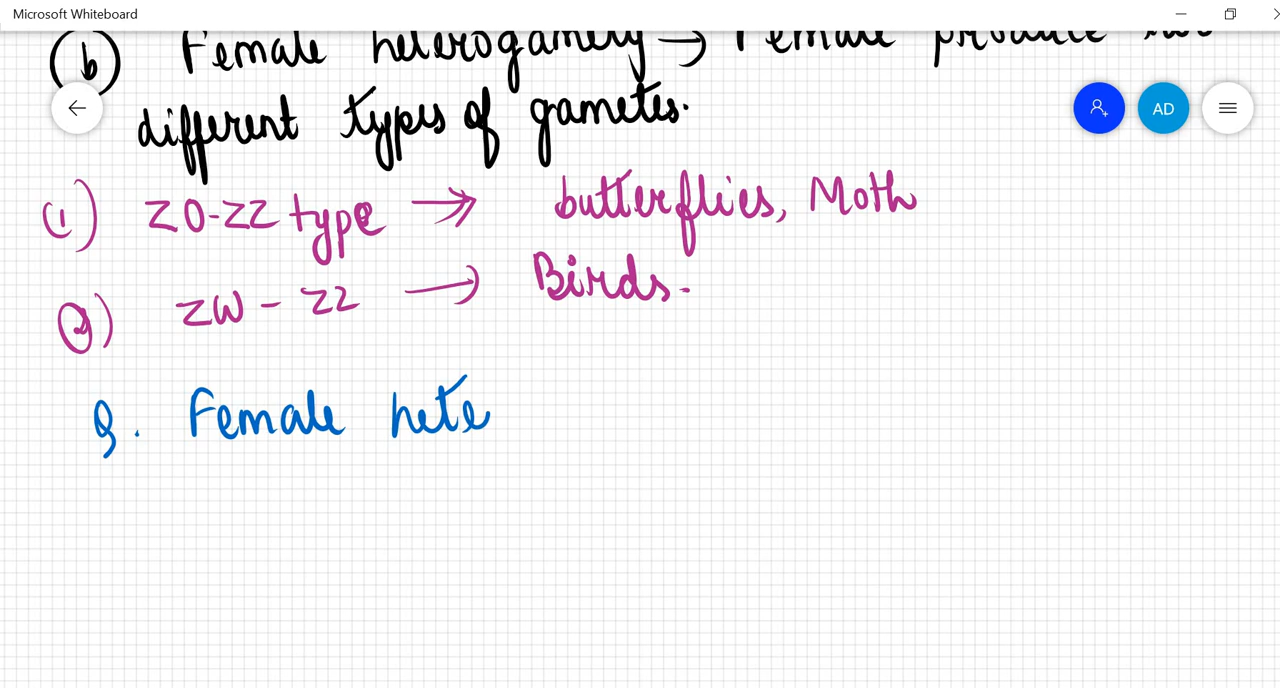 Microsoft Whiteboard
(b) Female heterogamety → Female produce two
different types of gametes.
AD
(1) ZO-ZZ type → butterflies, Moth
(2) ZW - ZZ → Birds.
Q. Female hete